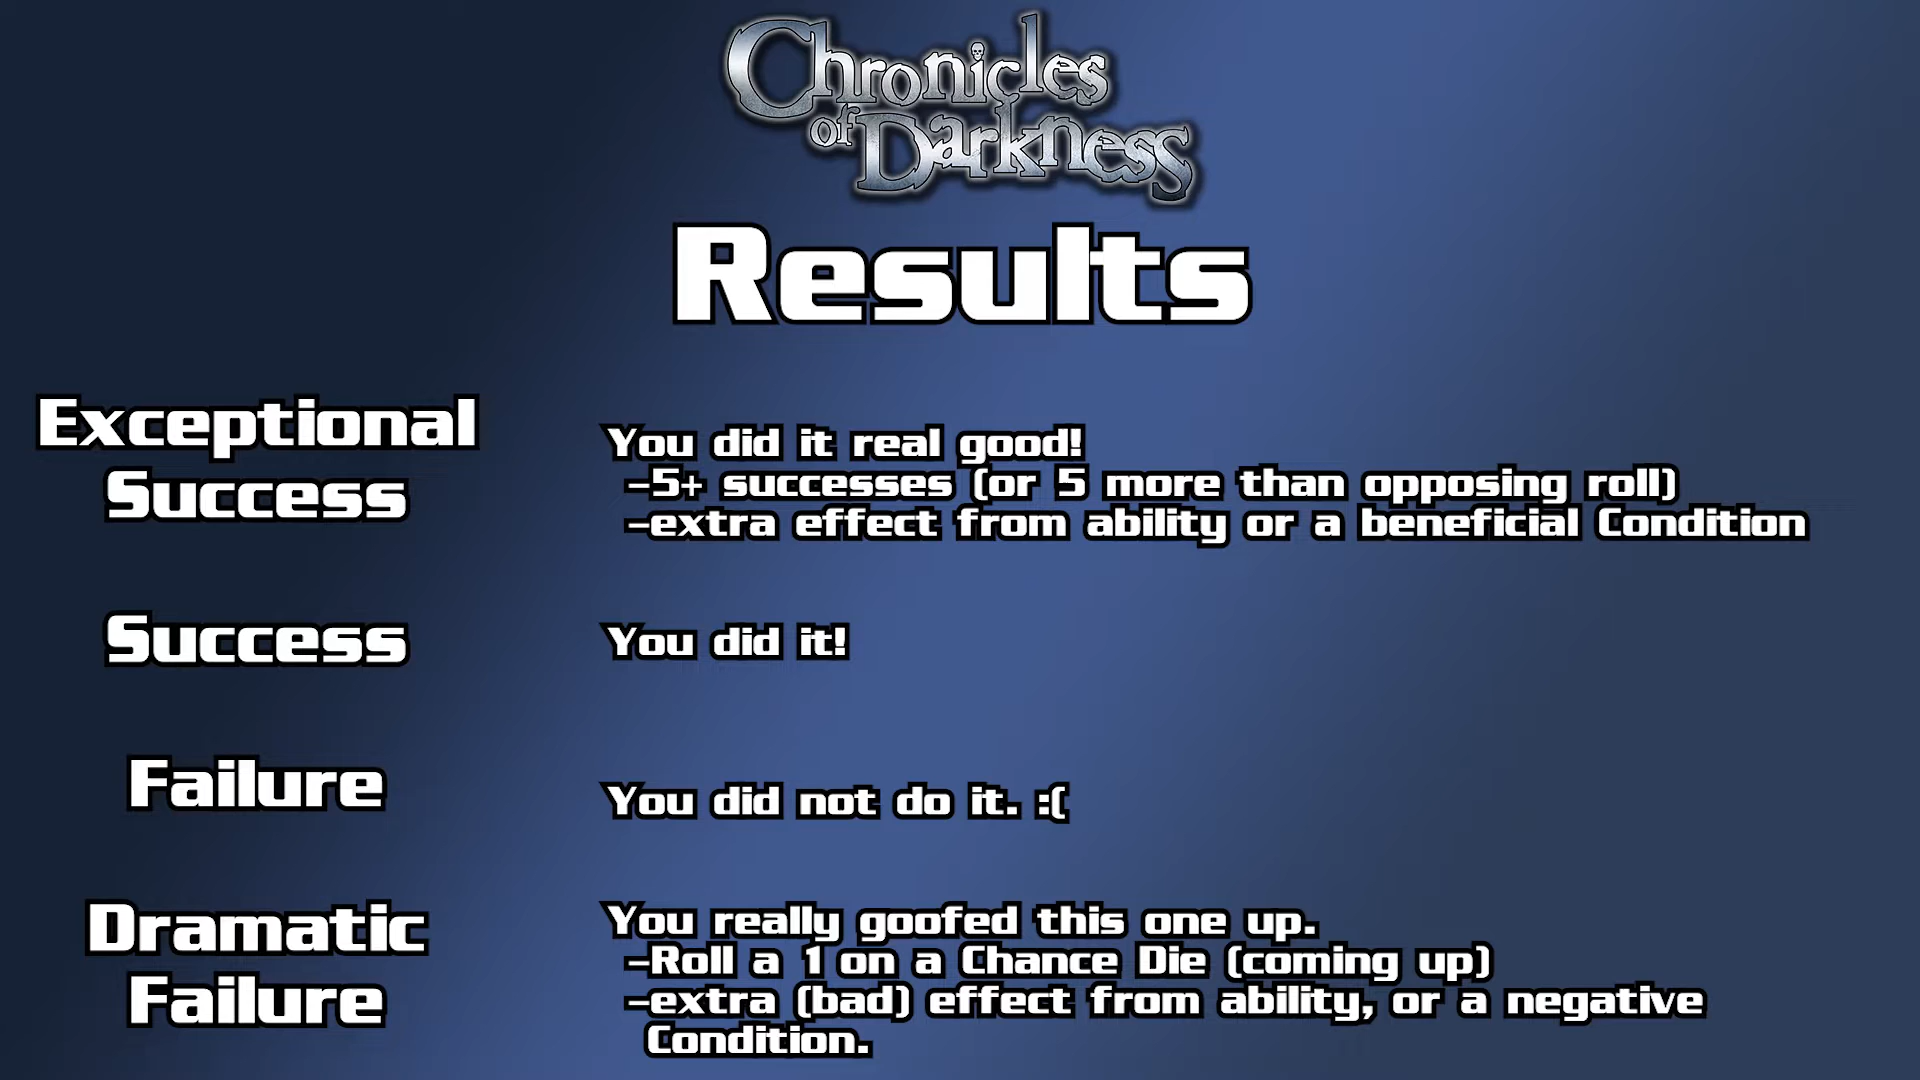 Chronicles
of Darkness
Results
Exceptional
Success
You did it real good!
-5+ successes (or 5 more than opposing roll)
-extra effect from ability or a beneficial Condition
Success
You did it!
Failure
You did not do it. :(
Dramatic
Failure
You really goofed this one up.
-Roll a 1 on a Chance Die (coming up)
-extra (bad) effect from ability, or a negative
Condition.